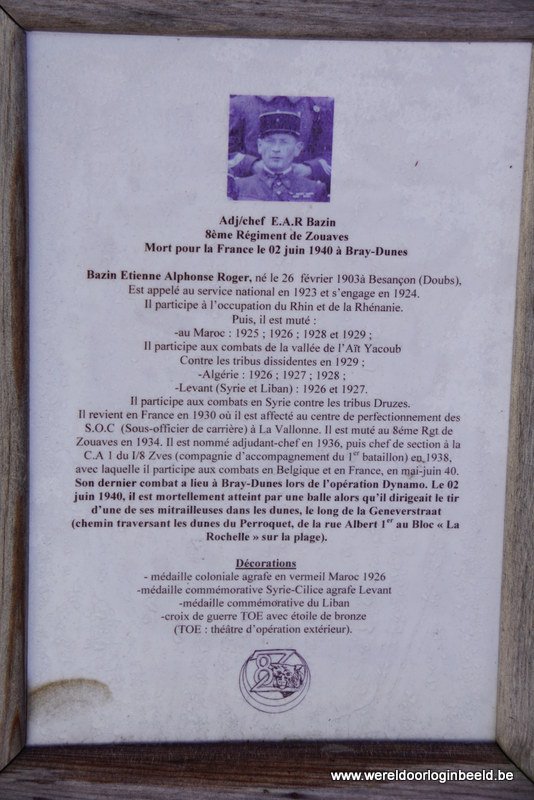 Adj/chef E.A.R Bazin
8ème Régiment de Zouaves
Mort pour la France le 02 juin 1940 à Bray-Dunes
Bazin Etienne Alphonse Roger, né le 26 février 1903à Besançon (Doubs).
Est appelé au service national en 1923 et s'engage en 1924.
Il participe à l'occupation du Rhin et de la Rhénanie.
Puis, il est muté :
-au Maroc : 1925 ; 1926 ; 1928 et 1929 ;
Il participe aux combats de la vallée de l'Aït Yacoub
Contre les tribus dissidentes en 1929 ;
-Algérie : 1926 ; 1927 ; 1928 ;
-Levant (Syrie et Liban) : 1926 et 1927.
Il participe aux combats en Syrie contre les tribus Druzes.
Il revient en France en 1930 où il est affecté au centre de perfectionnement des
S.O.C (Sous-officier de carrière) à La Vallonne. Il est muté au 8éme Rgt de
Zouaves en 1934. Il est nommé adjudant-chef en 1936, puis chef de section à la
C.A 1 du I/8 Zves (compagnie d'accompagnement du 1er bataillon) en 1938,
avec laquelle il participe aux combats en Belgique et en France, en mai-juin 40.
Son dernier combat a lieu à Bray-Dunes lors de l'opération Dynamo. Le 02
juin 1940, il est mortellement atteint par une balle alors qu'il dirigeait le tir
d'une de ses mitrailleuses dans les dunes, le long de la Geneverstraat
(chemin traversant les dunes du Perroquet, de la rue Albert 1er au Bloc « La
Rochelle » sur la plage).
Décorations
- médaille coloniale agrafe en vermeil Maroc 1926
-médaille commémorative Syrie-Cilice agrafe Levant
-médaille commémorative du Liban
-croix de guerre TOE avec étoile de bronze
(TOE : théâtre d'opération extérieur).
8 Z
www.wereldoorloginbeeld.be